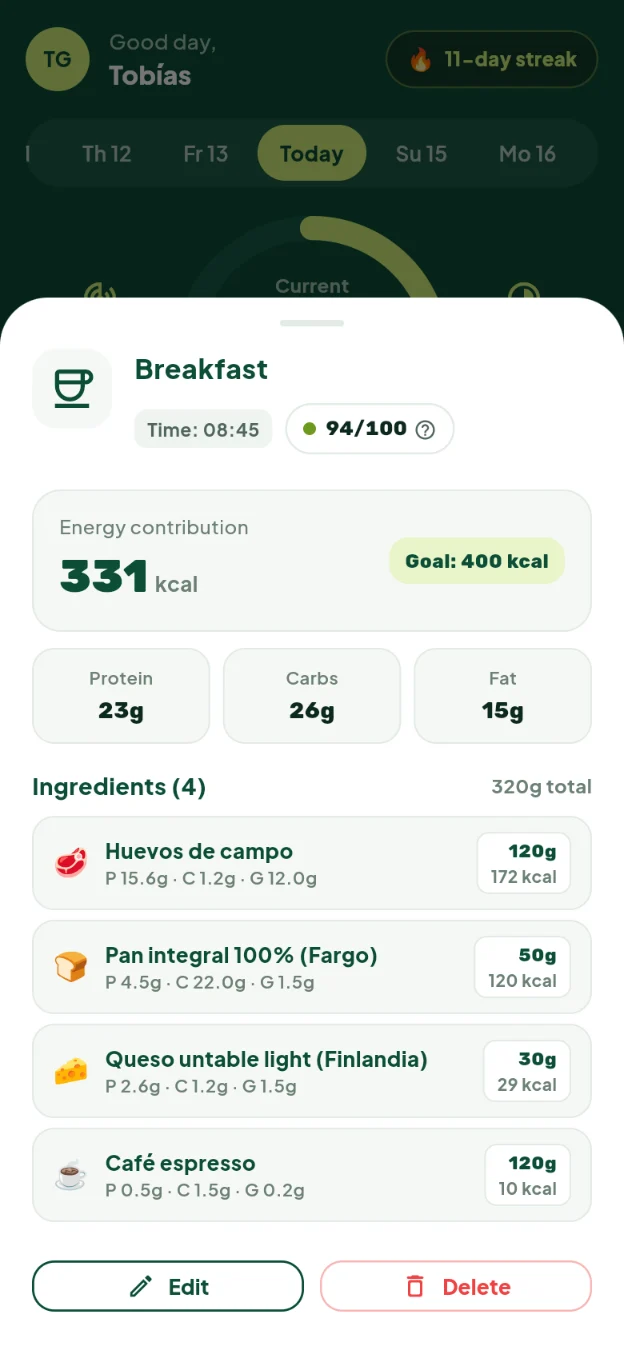 TG
Good day,
Tobías
🔥 11-day streak
Th 12
Fr 13
Today
Su 15
Mo 16
Current
Breakfast
Time: 08:45
94/100
Energy contribution
331 kcal
Goal: 400 kcal
Protein
23g
Carbs
26g
Fat
15g
Ingredients (4)
320g total
Huevos de campo
P 15.6g · C 1.2g · G 12.0g
120g
172 kcal
Pan integral 100% (Fargo)
P 4.5g · C 22.0g · G 1.5g
50g
120 kcal
Queso untable light (Finlandia)
P 2.6g · C 1.2g · G 1.5g
30g
29 kcal
Café espresso
P 0.5g · C 1.5g · G 0.2g
120g
10 kcal
Edit
Delete